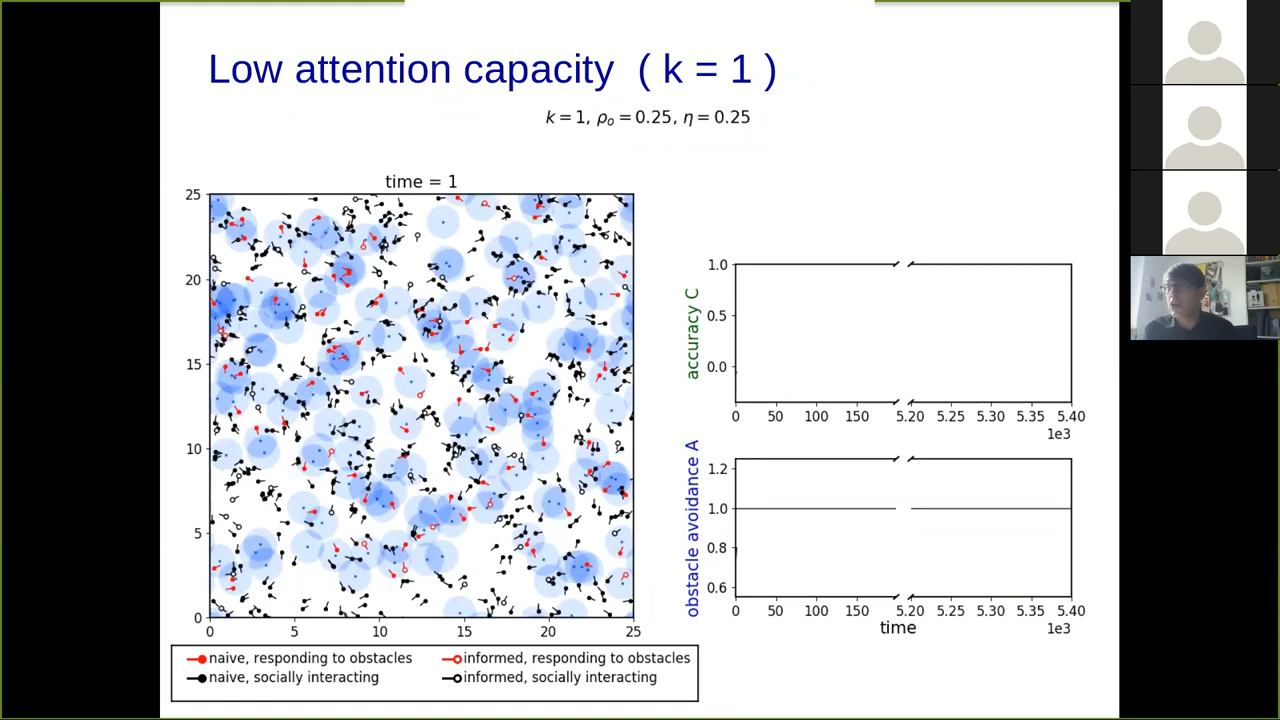 Low attention capacity ( k = 1 )
k = 1, ρₒ = 0.25, η = 0.25
time = 1
25
20
15
10
5
0
0 5 10 15 20 25
naive, responding to obstacles
informed, responding to obstacles
naive, socially interacting
informed, socially interacting
accuracy C
1.0
0.5
0.0
0 50 100 150 5.20 5.25 5.30 5.35 5.40
1e3
obstacle avoidance A
1.2
1.0
0.8
0.6
0 50 100 150 5.20 5.25 5.30 5.35 5.40
time
1e3